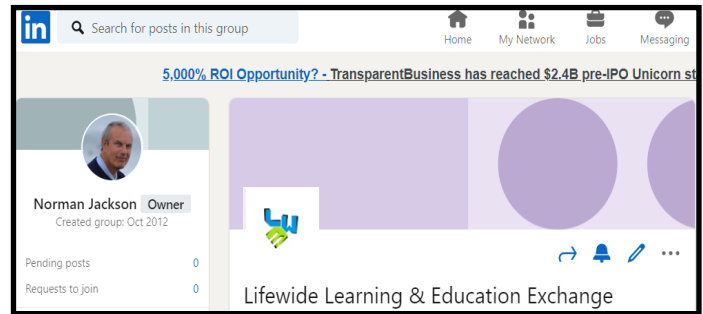 in
Search for posts in this group
Home My Network Jobs Messaging
5,000% ROI Opportunity? - TransparentBusiness has reached $2.4B pre-IPO Unicorn st
Norman Jackson Owner
Created group: Oct 2012
Pending posts 0
Requests to join 0
LWE
Lifewide Learning & Education Exchange